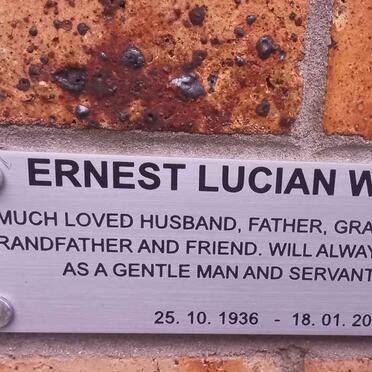 ERNEST LUCIAN W
MUCH LOVED HUSBAND, FATHER, GRA
RANDFATHER AND FRIEND. WILL ALWAY
AS A GENTLE MAN AND SERVANT
25. 10. 1936 - 18. 01. 20